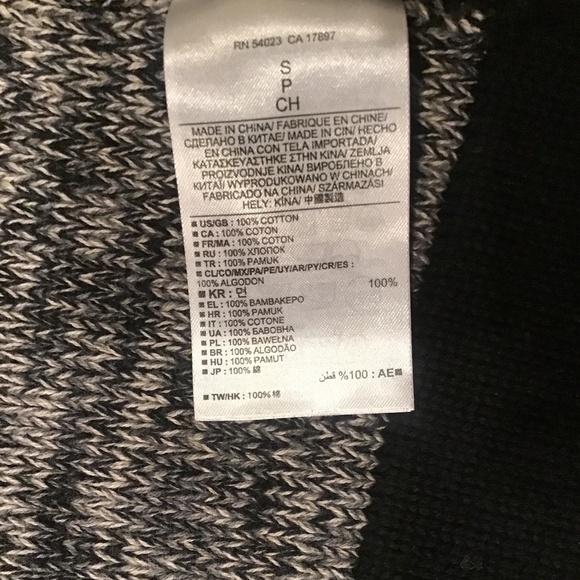 RN 54023 CA 17897
S
P
CH
MADE IN CHINA/ FABRIQUE EN CHINE/
СДЕЛАНО В КИТАЕ/ MADE IN CIN/ HECHO
EN CHINA CON TELA IMPORTADA/
ΚΑΤΑΣΚΕΥΑΣΤΗΚΕ ΣΤΗΝ ΚΙΝΑ/ ZEMLJA
PROIZVODNJE KINA/ ВИРОБЛЕНО В
КИТАЇ/ WYPRODUKOWANO W CHINACH/
FABRICADO NA CHINA/ SZÁRMAZÁSI
HELY: KÍNA/ 中國製造
■ US/GB : 100% COTTON
■ CA : 100% COTON
■ FR/MA : 100% COTON
■ RU : 100% ХЛОПОК
■ TR : 100% PAMUK
■ CL/CO/MX/PA/PE/UY/AR/PY/CR/ES :
100% ALGODON
■ KR : 면 100%
■ EL : 100% ΒΑΜΒΑΚΕΡΟ
■ HR : 100% PAMUK
■ IT : 100% COTONE
■ UA : 100% БАВОВНА
■ PL : 100% BAWEŁNA
■ BR : 100% ALGODÃO
■ HU : 100% PAMUT
■ JP : 100% 綿
قطن %100 : AE ■
■ TW/HK : 100% 棉